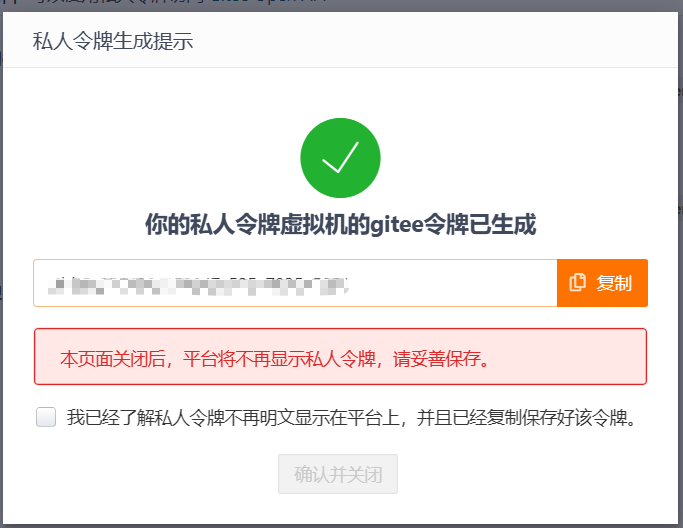 私人令牌生成提示
你的私人令牌虚拟机的gitee令牌已生成
复制
本页面关闭后，平台将不再显示私人令牌，请妥善保存。
我已经了解私人令牌不再明文显示在平台上，并且已经复制保存好该令牌。
确认并关闭